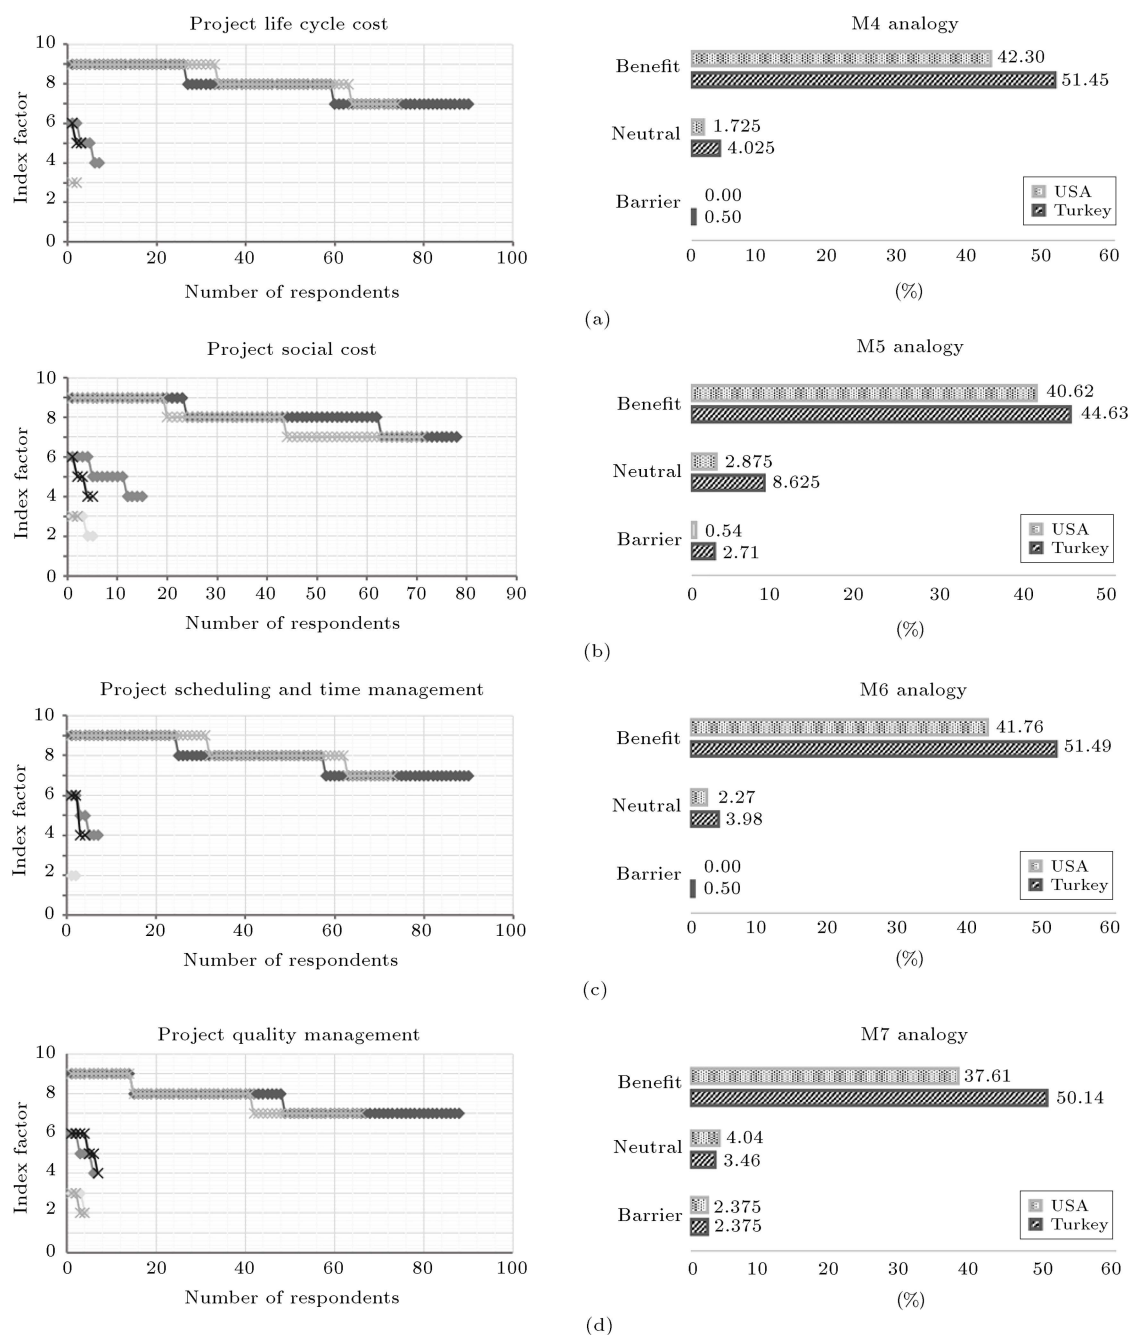 Project life cycle cost
10
8
6
4
2
0
Index factor
0 20 40 60 80 100
Number of respondents
M4 analogy
Benefit
42.30
51.45
Neutral
1.725
4.025
Barrier
0.00
0.50
USA
Turkey
0 10 20 30 40 50 60
(%)
(a)
Project social cost
10
8
6
4
2
0
Index factor
0 10 20 30 40 50 60 70 80 90
Number of respondents
M5 analogy
Benefit
40.62
44.63
Neutral
2.875
8.625
Barrier
0.54
2.71
USA
Turkey
0 10 20 30 40 50
(%)
(b)
Project scheduling and time management
10
8
6
4
2
0
Index factor
0 20 40 60 80 100
Number of respondents
M6 analogy
Benefit
41.76
51.49
Neutral
2.27
3.98
Barrier
0.00
0.50
USA
Turkey
0 10 20 30 40 50 60
(%)
(c)
Project quality management
10
8
6
4
2
0
Index factor
0 20 40 60 80 100
Number of respondents
M7 analogy
Benefit
37.61
50.14
Neutral
4.04
3.46
Barrier
2.375
2.375
USA
Turkey
0 10 20 30 40 50 60
(%)
(d)